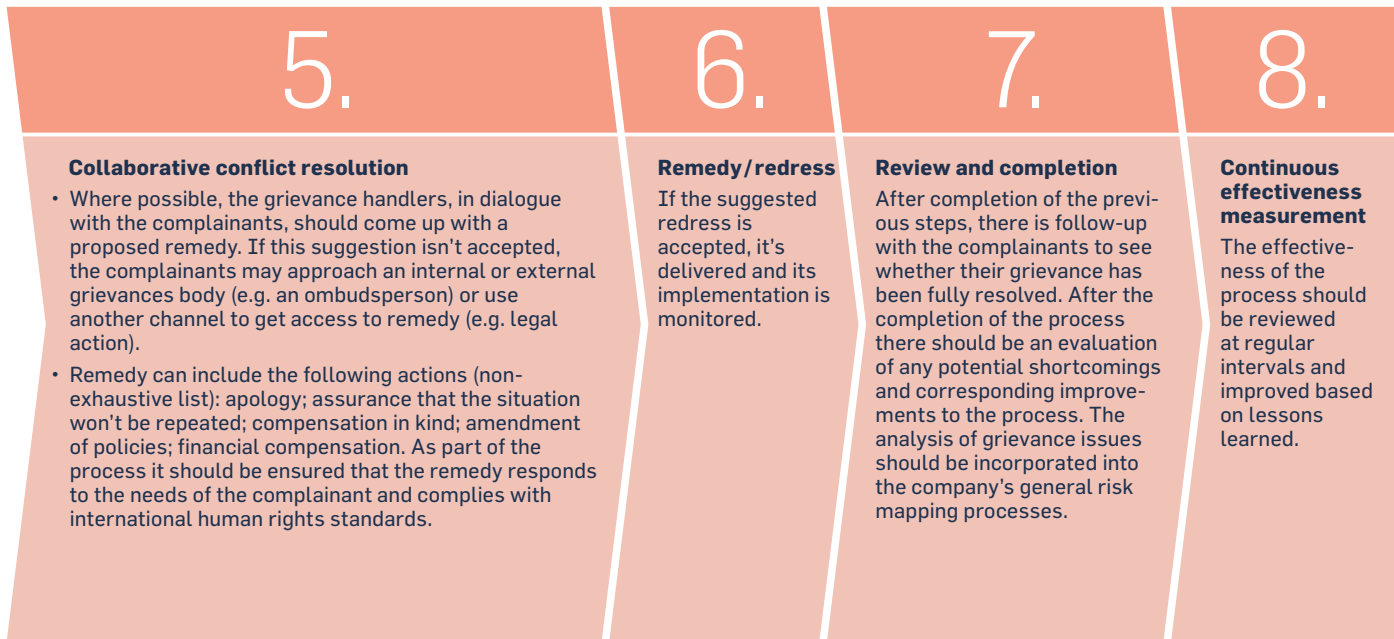 5.
Collaborative conflict resolution
• Where possible, the grievance handlers, in dialogue
with the complainants, should come up with a
proposed remedy. If this suggestion isn't accepted,
the complainants may approach an internal or external
grievances body (e.g. an ombudsperson) or use
another channel to get access to remedy (e.g. legal
action).
• Remedy can include the following actions (non-
exhaustive list): apology; assurance that the situation
won't be repeated; compensation in kind; amendment
of policies; financial compensation. As part of the
process it should be ensured that the remedy responds
to the needs of the complainant and complies with
international human rights standards.
6.
Remedy/redress
If the suggested
redress is
accepted, it's
delivered and its
implementation is
monitored.
7.
Review and completion
After completion of the previ-
ous steps, there is follow-up
with the complainants to see
whether their grievance has
been fully resolved. After the
completion of the process
there should be an evaluation
of any potential shortcomings
and corresponding improve-
ments to the process. The
analysis of grievance issues
should be incorporated into
the company's general risk
mapping processes.
8.
Continuous
effectiveness
measurement
The effective-
ness of the
process should
be reviewed
at regular
intervals and
improved based
on lessons
learned.